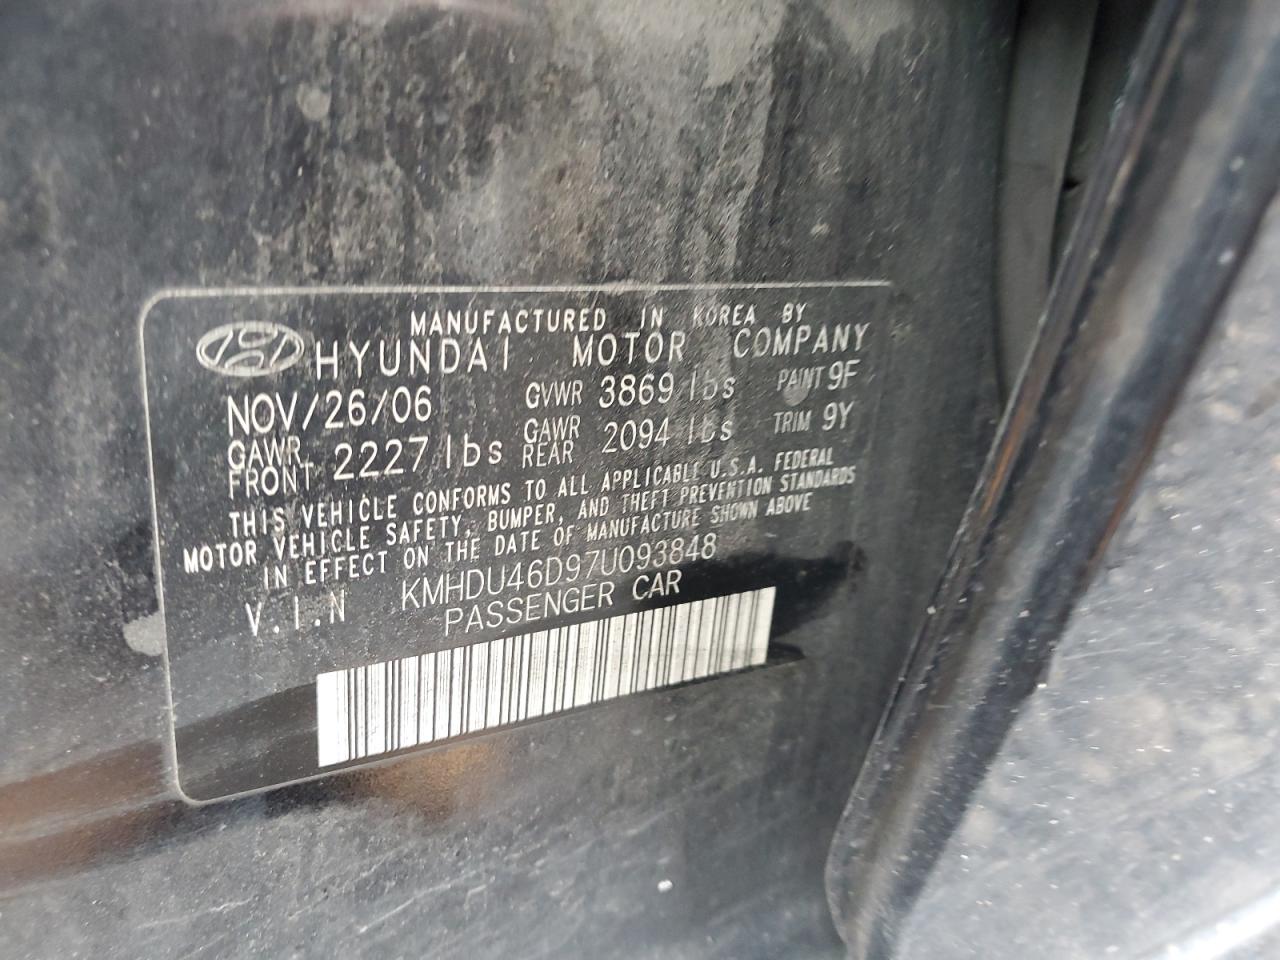 MANUFACTURED IN KOREA BY
HYUNDAI MOTOR COMPANY
NOV/26/06 GVWR 3869 lbs PAINT 9F
GAWR FRONT 2227 lbs GAWR REAR 2094 lbs TRIM 9Y
THIS VEHICLE CONFORMS TO ALL APPLICABLE U.S.A. FEDERAL
MOTOR VEHICLE SAFETY, BUMPER, AND THEFT PREVENTION STANDARDS
IN EFFECT ON THE DATE OF MANUFACTURE SHOWN ABOVE
V.I.N KMHDU46D97U093848
PASSENGER CAR